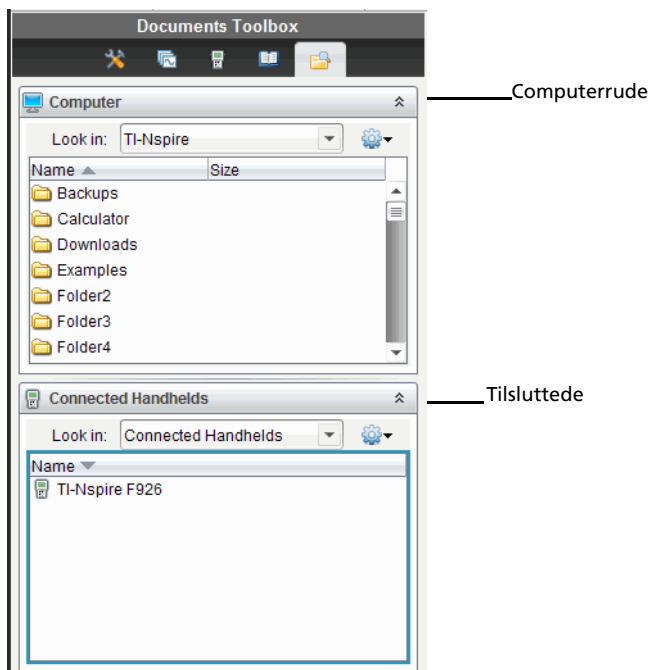 Documents Toolbox
Computer
Computerrude
Look in: TI-Nspire
Name Size
Backups
Calculator
Downloads
Examples
Folder2
Folder3
Folder4
Connected Handhelds
Tilsluttede
Look in: Connected Handhelds
Name
TI-Nspire F926